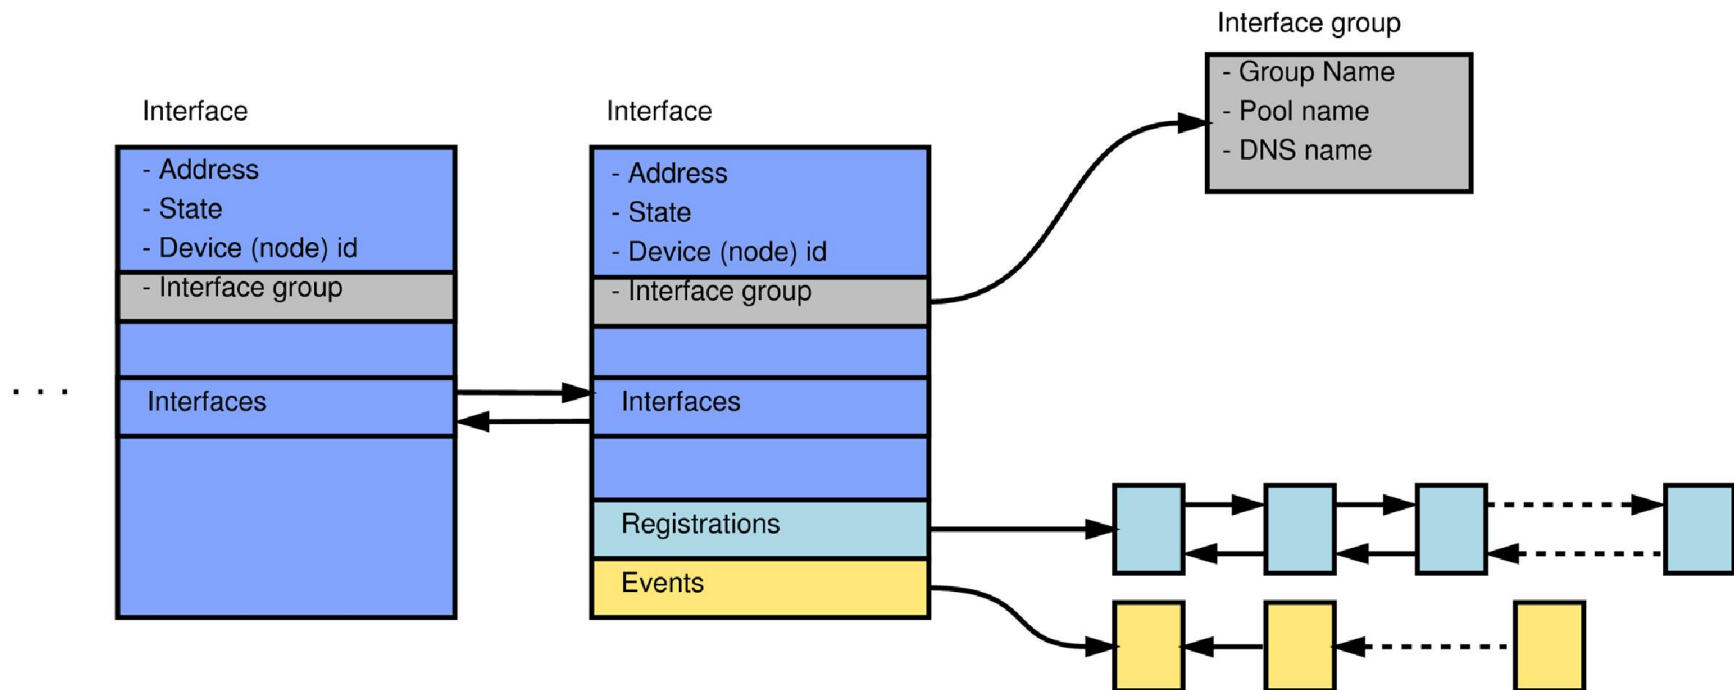 Interface group
- Group Name
- Pool name
- DNS name
Interface
- Address
- State
- Device (node) id
- Interface group
Interfaces
Interface
- Address
- State
- Device (node) id
- Interface group
Interfaces
Registrations
Events
. . .